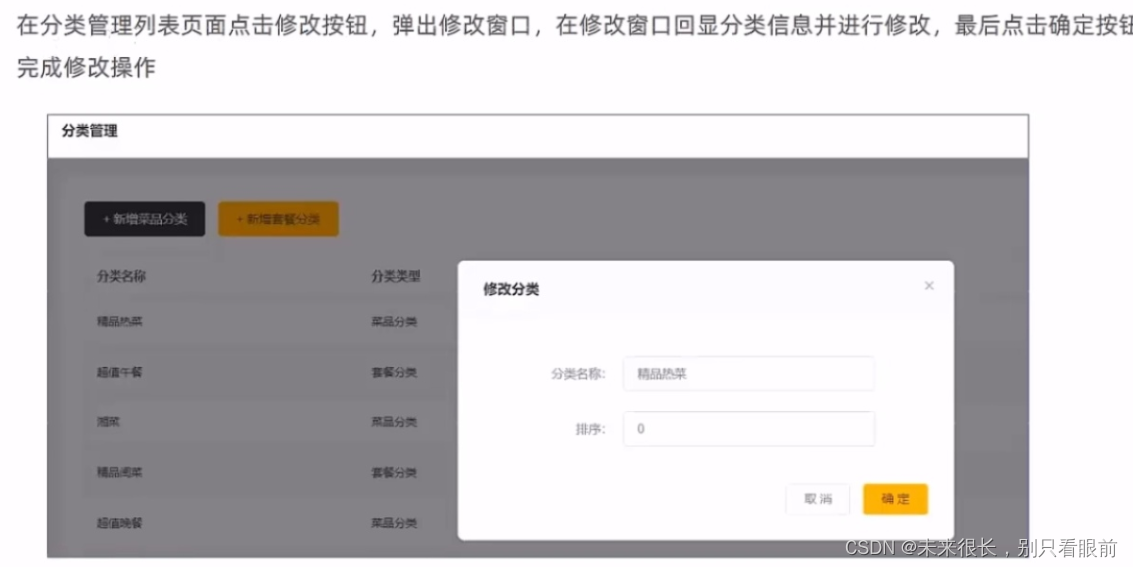 在分类管理列表页面点击修改按钮，弹出修改窗口，在修改窗口回显分类信息并进行修改，最后点击确定按钮
完成修改操作
分类管理
+ 新增菜品分类 + 新增套餐分类
分类名称 分类类型
精品热菜 菜品分类
超值午餐 套餐分类
湘菜 菜品分类
精品闽菜 套餐分类
超值晚餐 菜品分类
修改分类 ×
分类名称： 精品热菜
排序： 0
取 消 确 定
CSDN @未来很长，别只看眼前